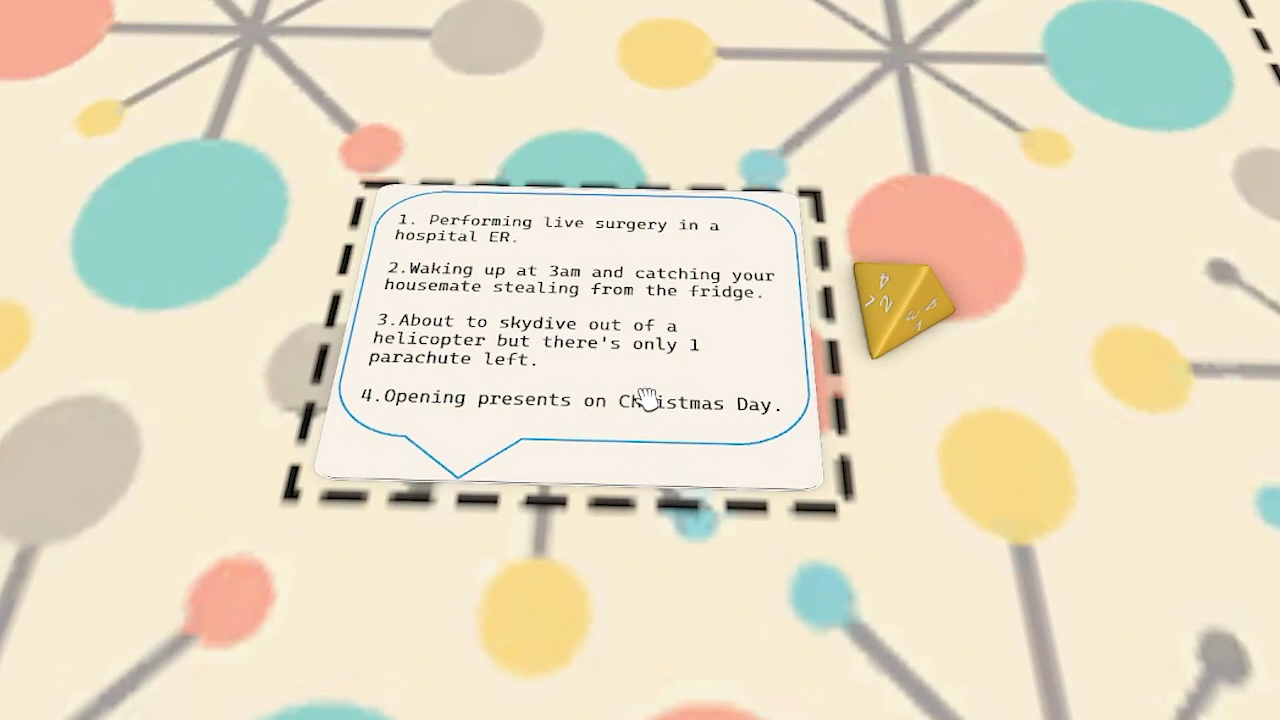 1. Performing live surgery in a
hospital ER.
2.Waking up at 3am and catching your
housemate stealing from the fridge.
3.About to skydive out of a
helicopter but there's only 1
parachute left.
4.Opening presents on Christmas Day.